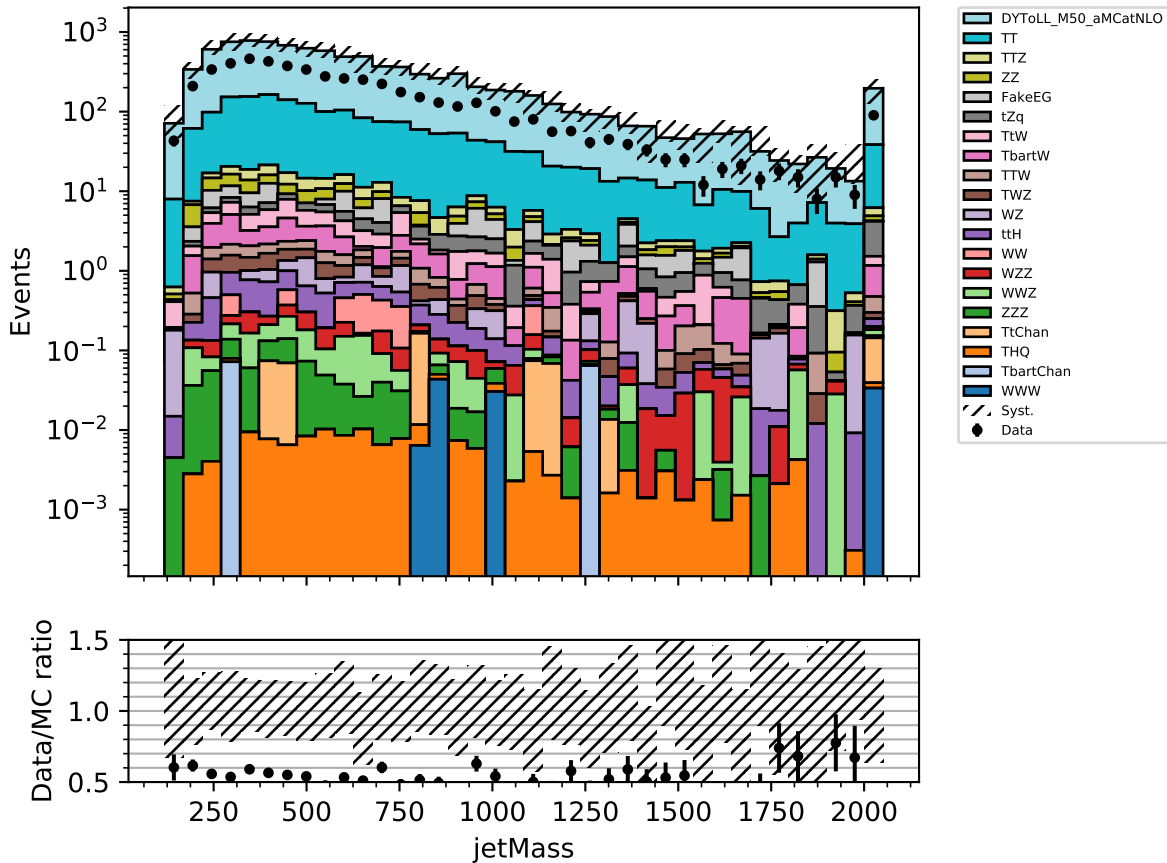 10³
10²
10¹
10⁰
10⁻¹
10⁻²
10⁻³
Events
DYToLL_M50_aMCatNLO
TT
TTZ
ZZ
FakeEG
tZq
TtW
TbartW
TTW
TWZ
WZ
ttH
WW
WZZ
WWZ
ZZZ
TtChan
THQ
TbartChan
WWW
Syst.
Data
1.5
1.0
0.5
Data/MC ratio
250 500 750 1000 1250 1500 1750 2000
jetMass